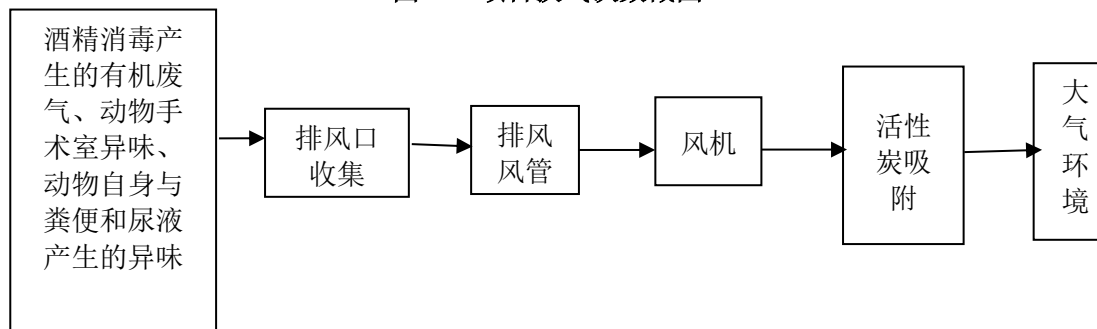 酒精消毒产
生的有机废
气、动物手
术室异味、
动物自身与
粪便和尿液
产生的异味
排风口
收集
排风
风管
风机
活性
炭吸
附
大
气
环
境